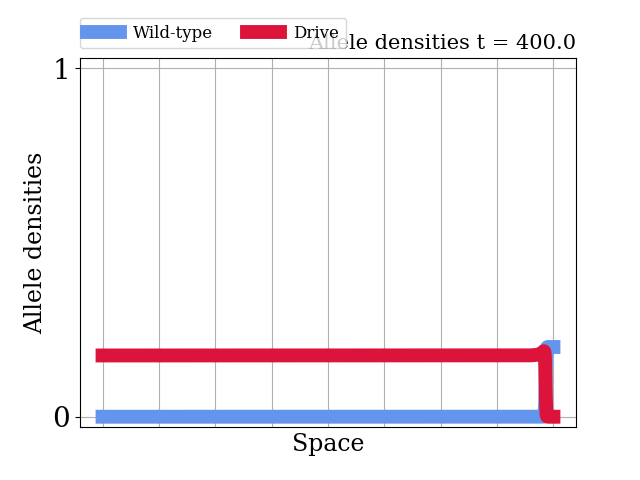 Wild-type Drive
Allele densities t = 400.0
1
Allele densities
0
Space